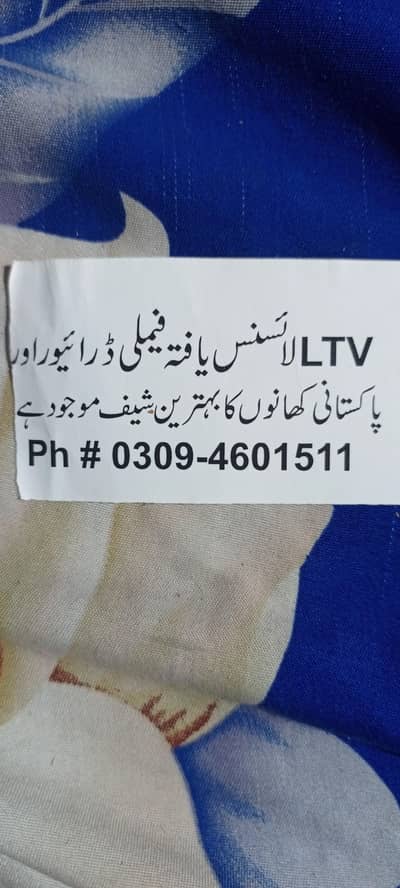 LTV لائسنس یافتہ فیملی ڈرائیور اور
پاکستانی کھانوں کا بہترین شیف موجود ہے
Ph # 0309-4601511